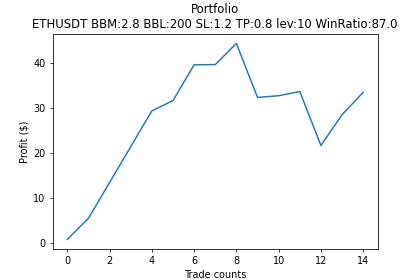 Portfolio
ETHUSDT BBM:2.8 BBL:200 SL:1.2 TP:0.8 lev:10 WinRatio:87.0
Profit ($)
40
30
20
10
0
0 2 4 6 8 10 12 14
Trade counts